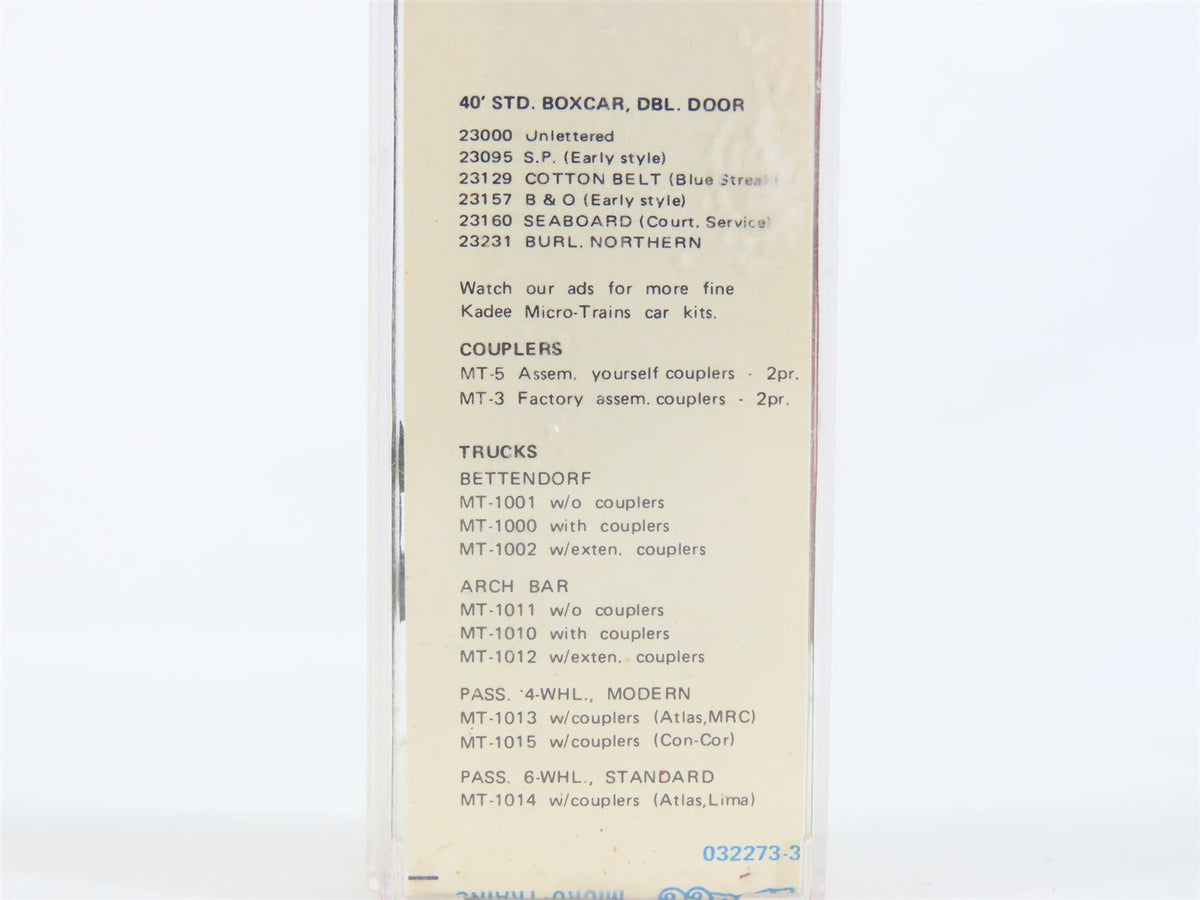 40' STD. BOXCAR, DBL. DOOR
23000 Unlettered
23095 S.P. (Early style)
23129 COTTON BELT (Blue Streak)
23157 B & O (Early style)
23160 SEABOARD (Court. Service)
23231 BURL. NORTHERN
Watch our ads for more fine
Kadee Micro-Trains car kits.
COUPLERS
MT-5 Assem. yourself couplers - 2pr.
MT-3 Factory assem. couplers - 2pr.
TRUCKS
BETTENDORF
MT-1001 w/o couplers
MT-1000 with couplers
MT-1002 w/exten. couplers
ARCH BAR
MT-1011 w/o couplers
MT-1010 with couplers
MT-1012 w/exten. couplers
PASS. 4-WHL., MODERN
MT-1013 w/couplers (Atlas,MRC)
MT-1015 w/couplers (Con-Cor)
PASS. 6-WHL., STANDARD
MT-1014 w/couplers (Atlas,Lima)
032273-3